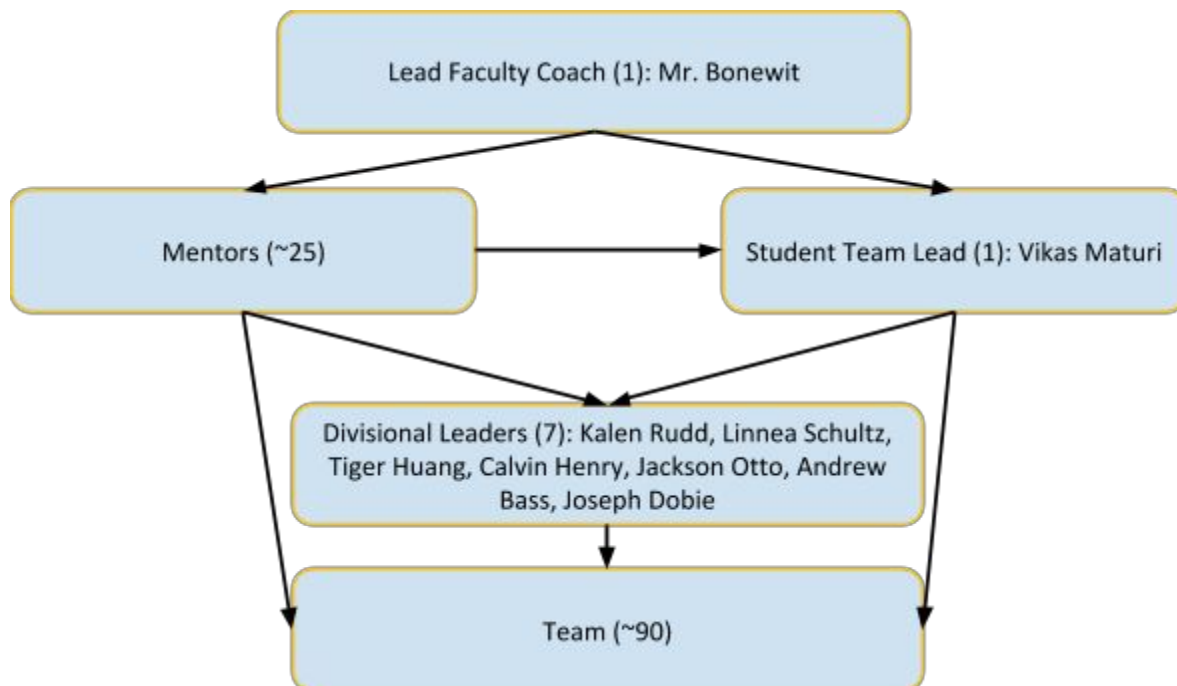 Lead Faculty Coach (1): Mr. Bonewit
Mentors (~25)
Student Team Lead (1): Vikas Maturi
Divisional Leaders (7): Kalen Rudd, Linnea Schultz,
Tiger Huang, Calvin Henry, Jackson Otto, Andrew
Bass, Joseph Dobie
Team (~90)